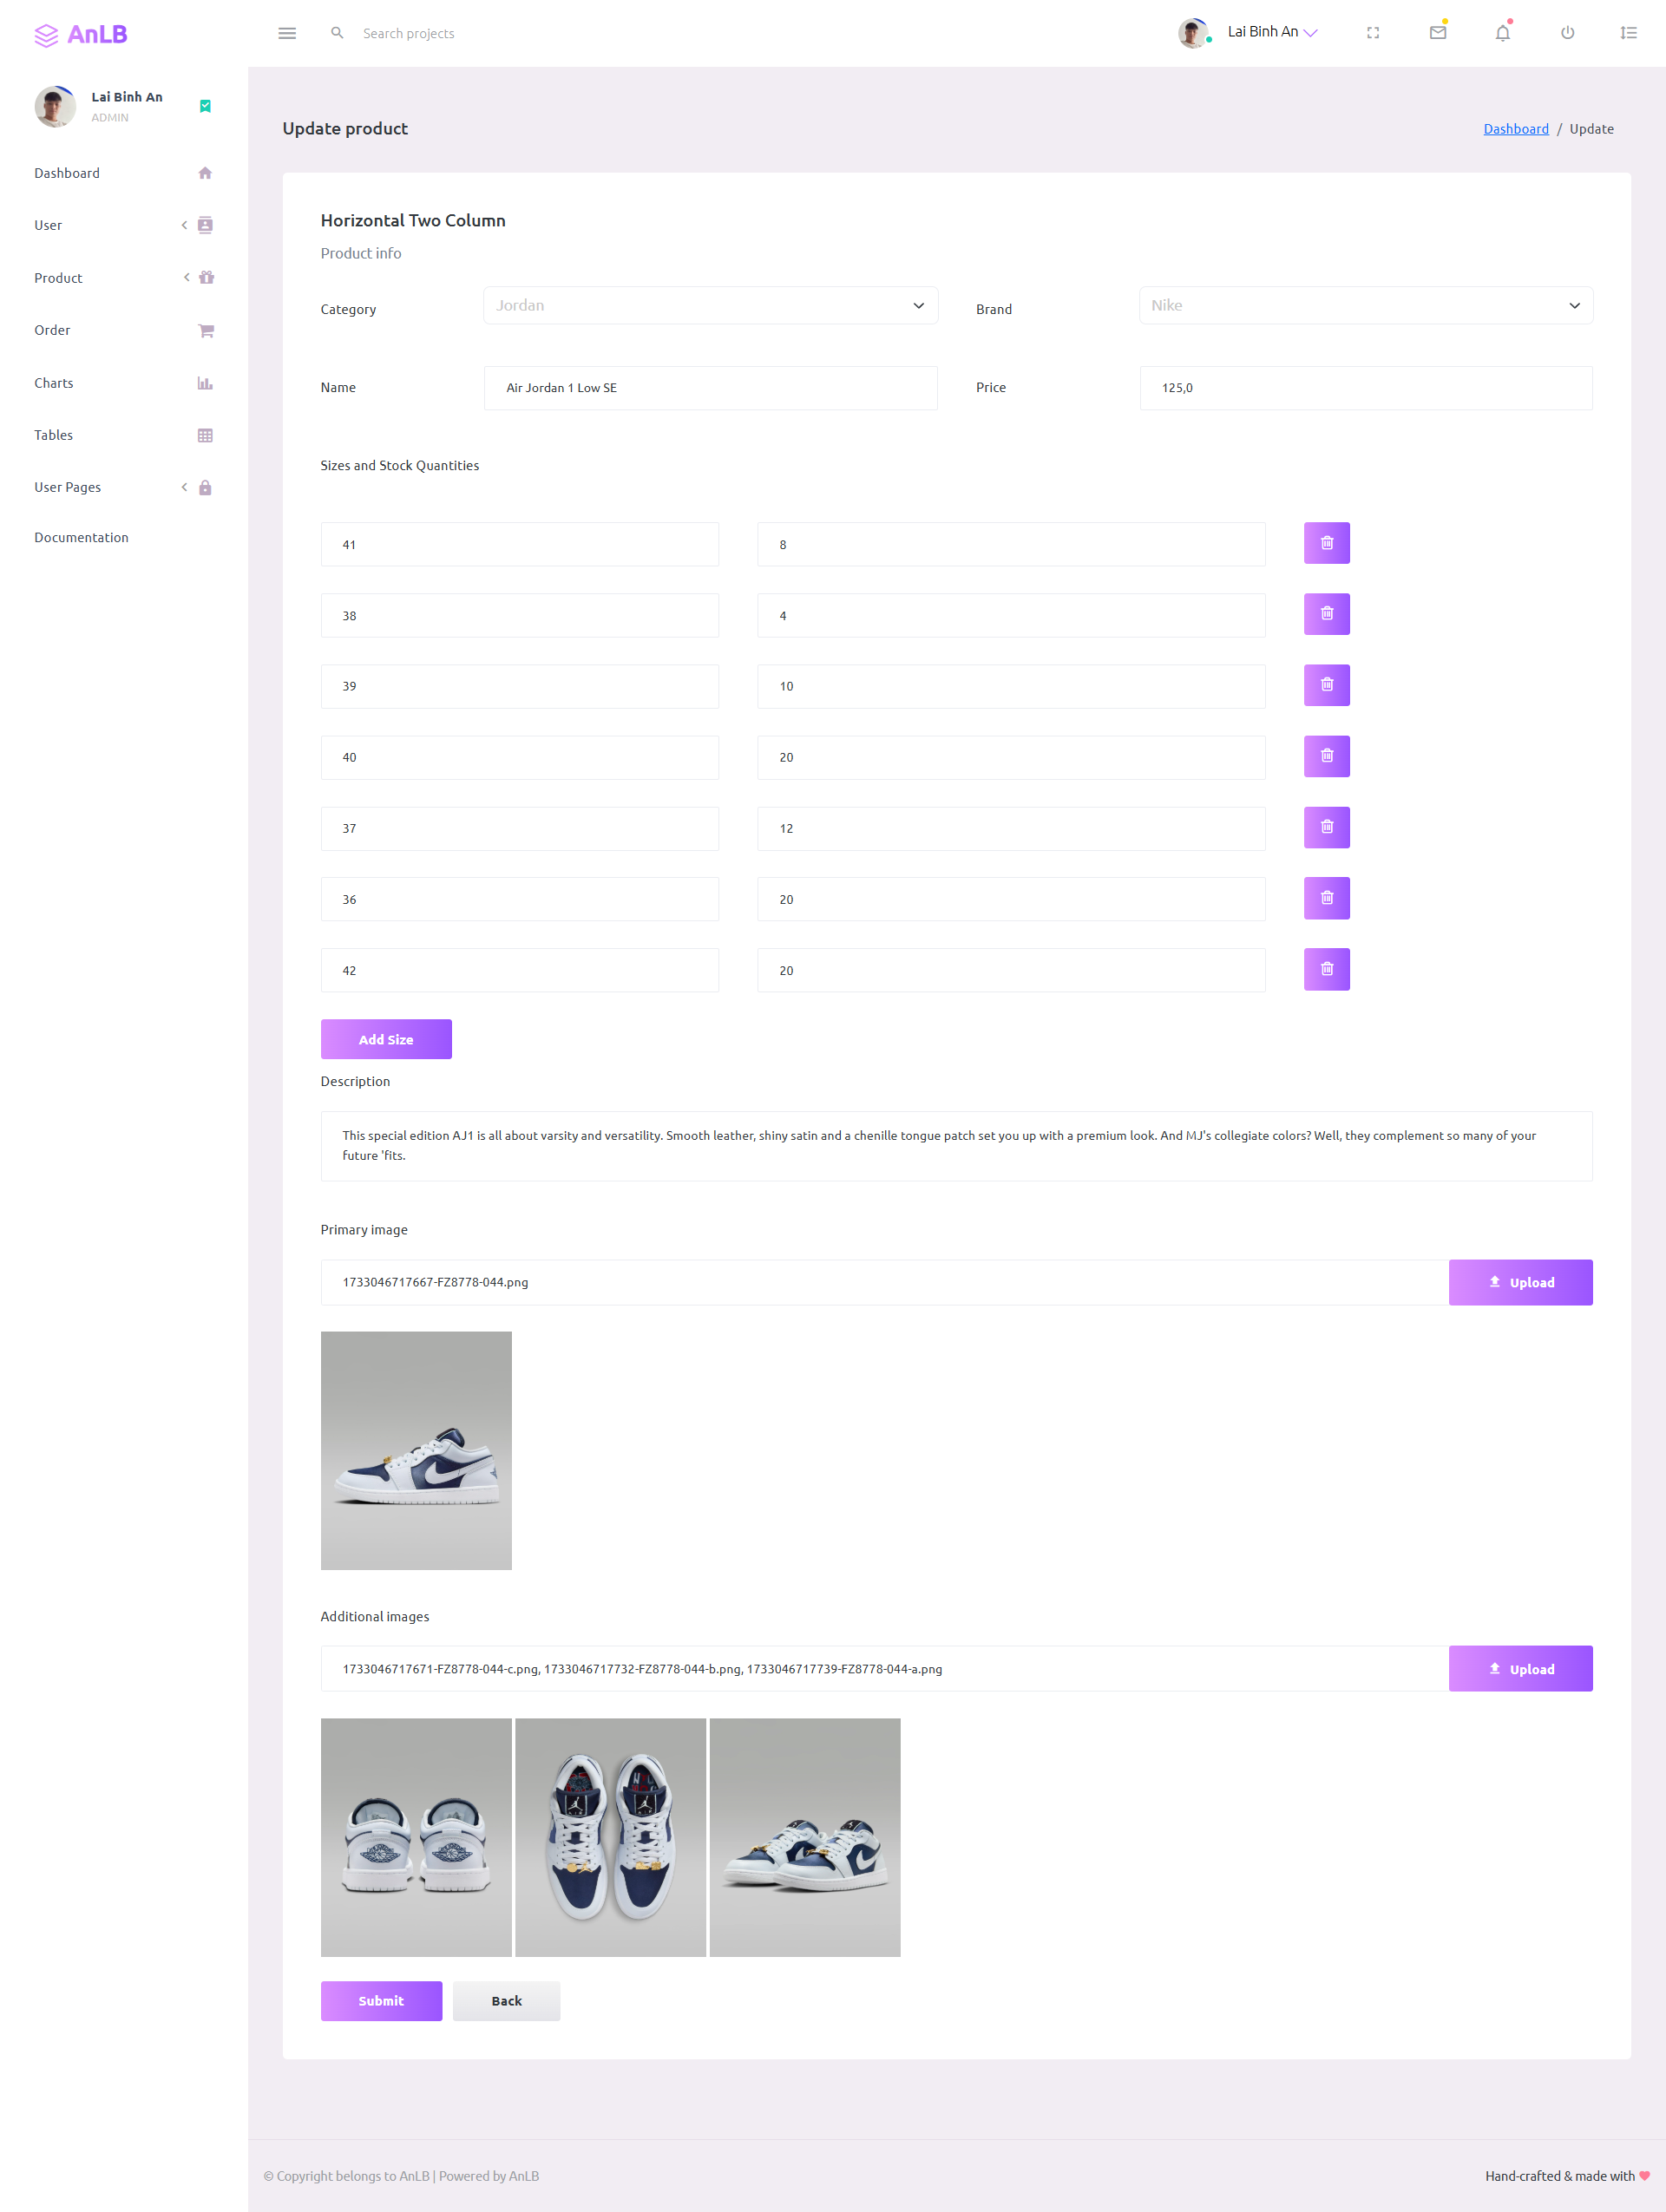 AnLB
Search projects
Lai Binh An
Lai Binh An
ADMIN
Dashboard
User
Product
Order
Charts
Tables
User Pages
Documentation
Update product
Dashboard / Update
Horizontal Two Column
Product info
Category
Jordan
Brand
Nike
Name
Air Jordan 1 Low SE
Price
125,0
Sizes and Stock Quantities
41
8
38
4
39
10
40
20
37
12
36
20
42
20
Add Size
Description
This special edition AJ1 is all about varsity and versatility. Smooth leather, shiny satin and a chenille tongue patch set you up with a premium look. And MJ's collegiate colors? Well, they complement so many of your
future 'fits.
Primary image
1733046717667-FZ8778-044.png
Upload
Additional images
1733046717671-FZ8778-044-c.png, 1733046717732-FZ8778-044-b.png, 1733046717739-FZ8778-044-a.png
Upload
Submit
Back
© Copyright belongs to AnLB | Powered by AnLB
Hand-crafted & made with